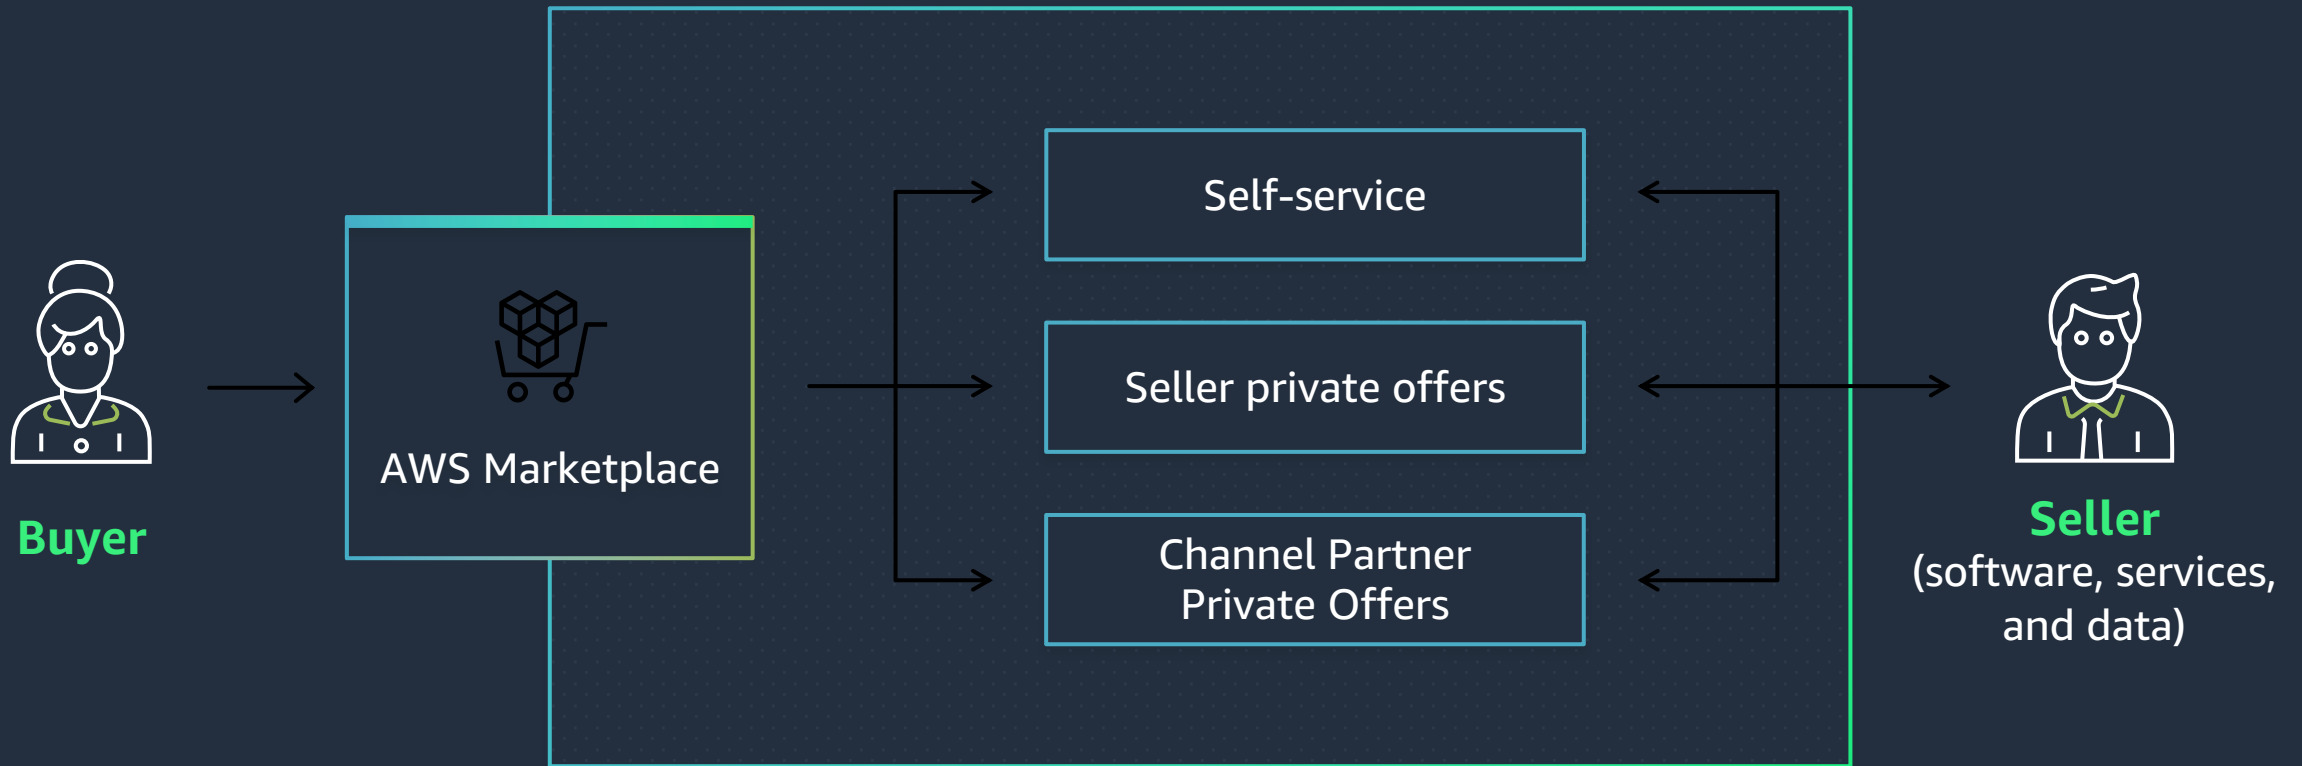 Buyer
AWS Marketplace
Self-service
Seller private offers
Channel Partner
Private Offers
Seller
(software, services,
and data)